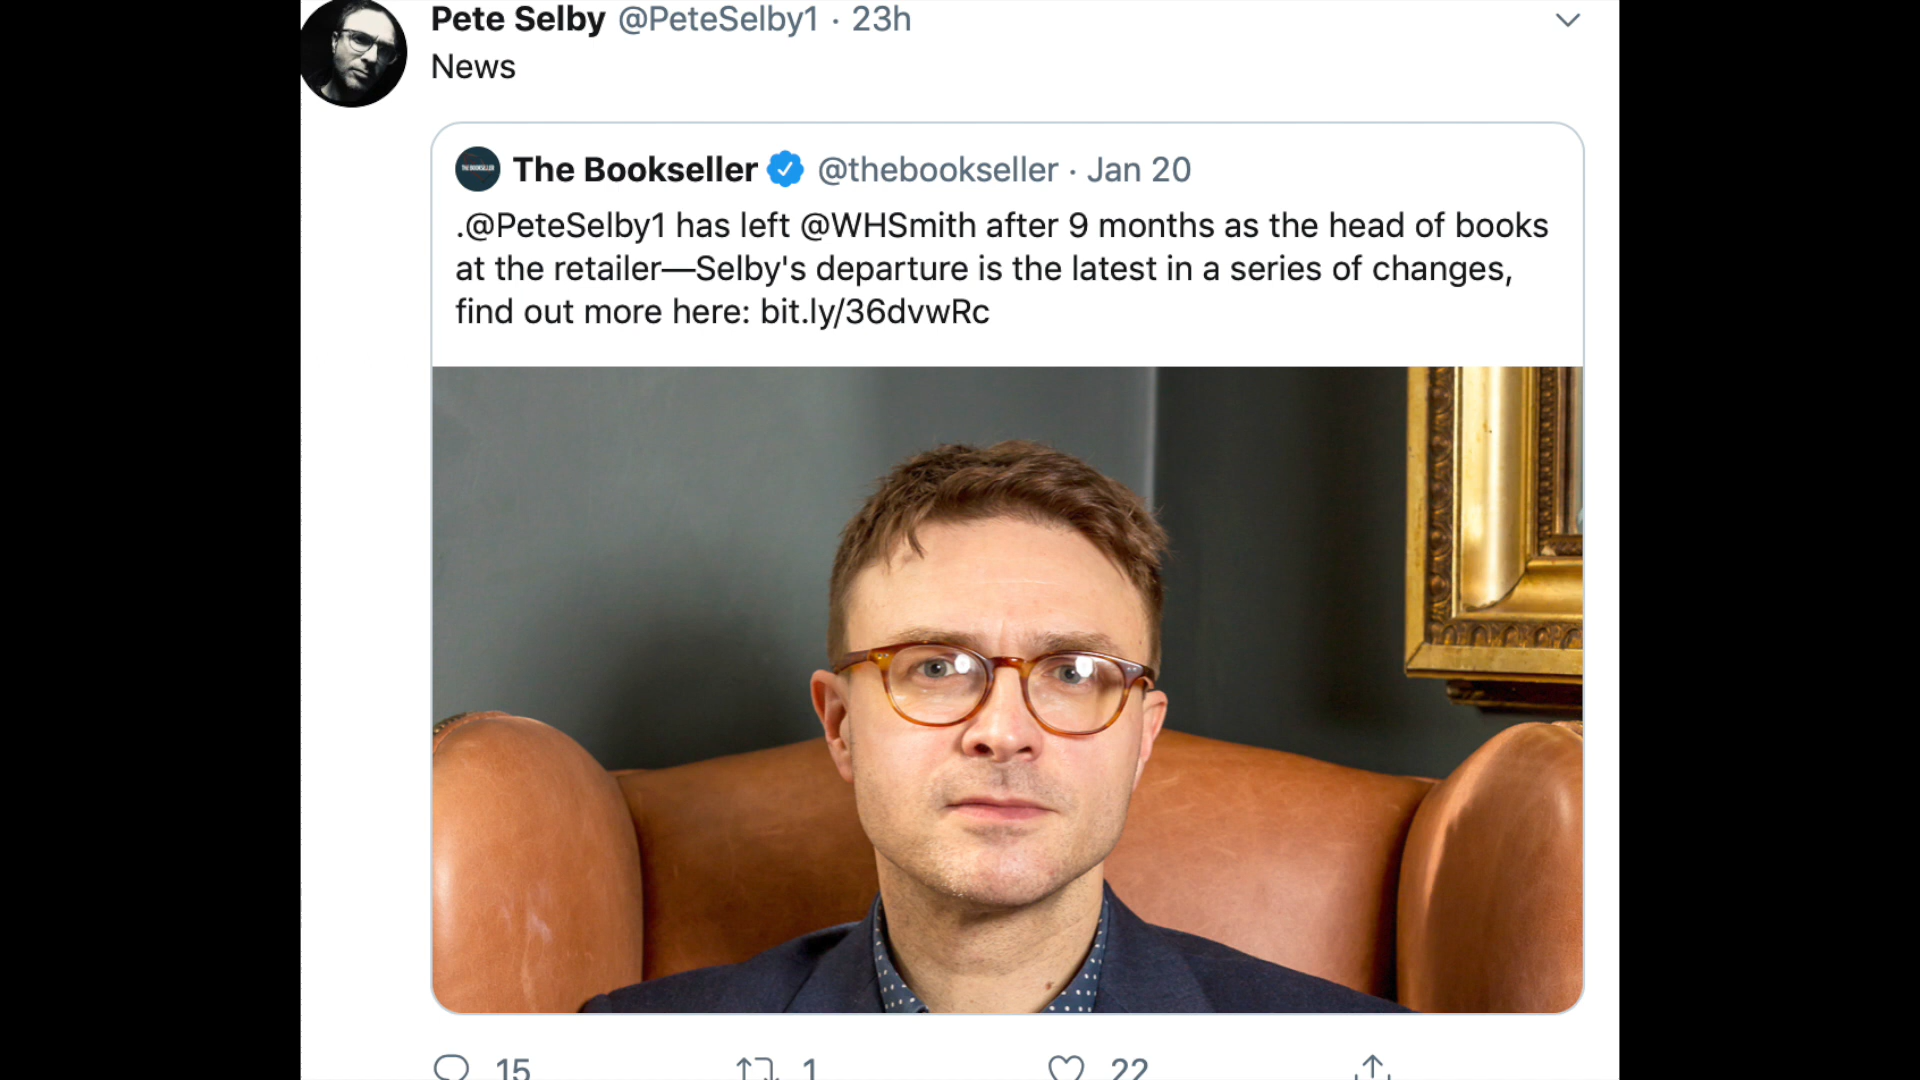 Pete Selby @PeteSelby1 · 23h
News
THE BOOKSELLER
The Bookseller @thebookseller · Jan 20
.@PeteSelby1 has left @WHSmith after 9 months as the head of books
at the retailer—Selby's departure is the latest in a series of changes,
find out more here: bit.ly/36dvwRc
15 1 22